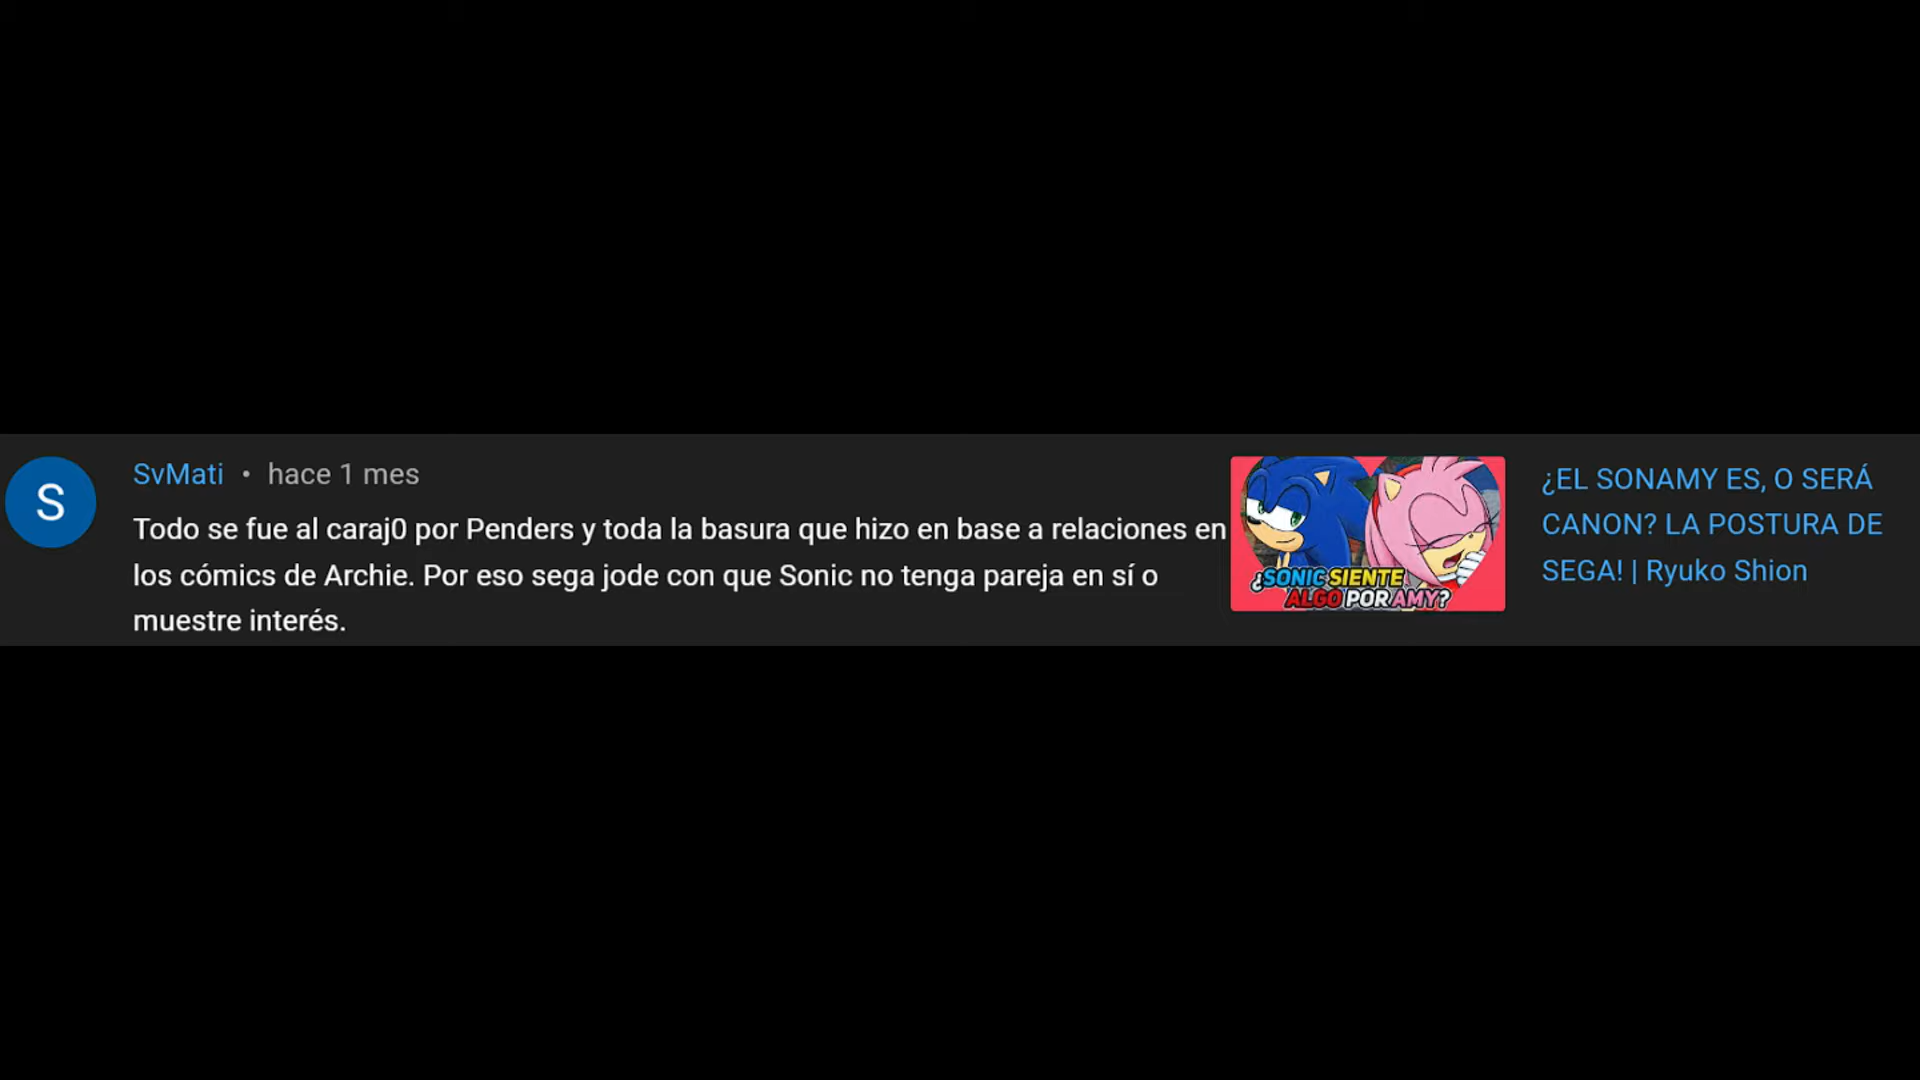 S
SvMati • hace 1 mes
Todo se fue al caraj0 por Penders y toda la basura que hizo en base a relaciones en
los cómics de Archie. Por eso sega jode con que Sonic no tenga pareja en sí o
muestre interés.
¿SONIC SIENTE
ALGO POR AMY?
¿EL SONAMY ES, O SERÁ
CANON? LA POSTURA DE
SEGA! | Ryuko Shion